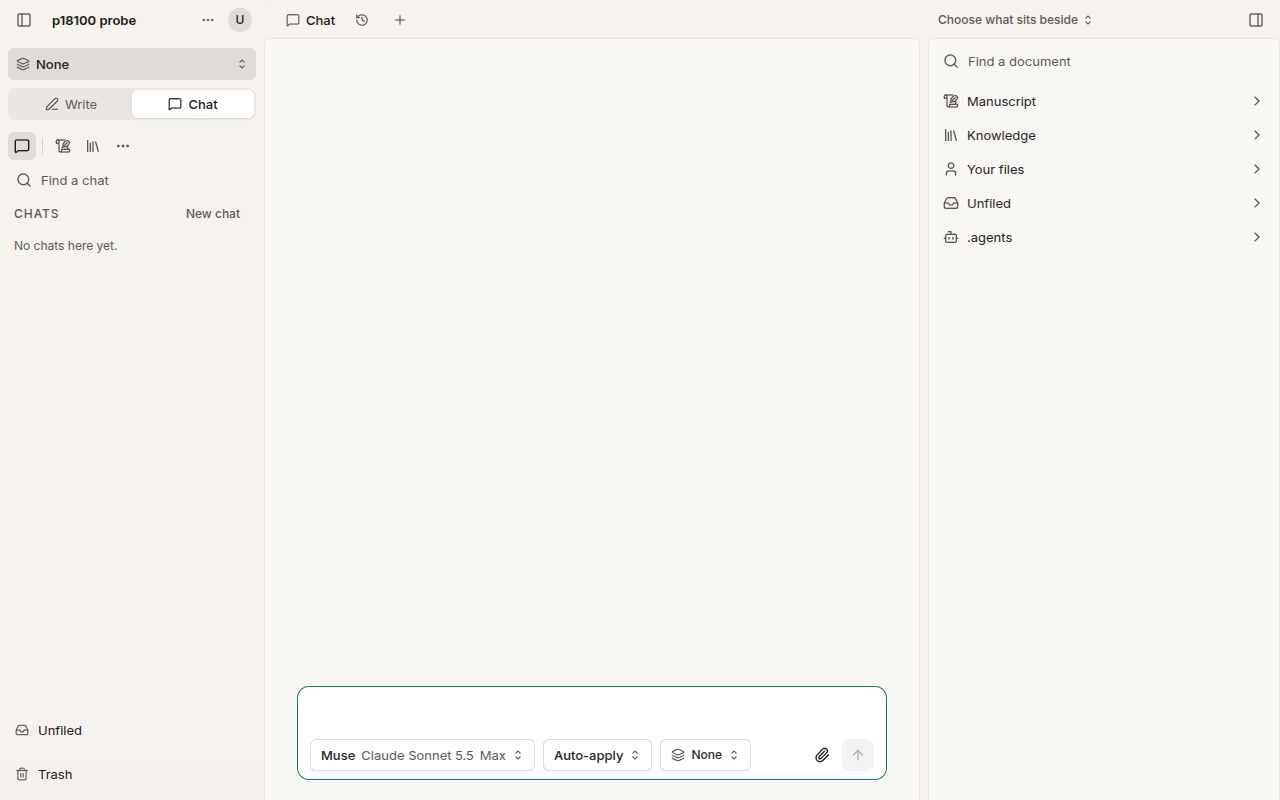 p18100 probe
U
None
Write
Chat
Find a chat
CHATS
New chat
No chats here yet.
Unfiled
Trash
Chat
Muse Claude Sonnet 5.5 Max
Auto-apply
None
Choose what sits beside
Find a document
Manuscript
Knowledge
Your files
Unfiled
.agents